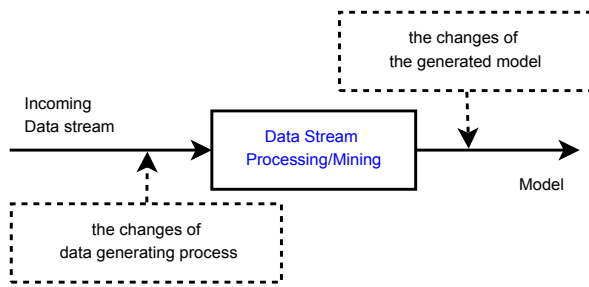 the changes of
the generated model
Incoming
Data stream
Data Stream
Processing/Mining
Model
the changes of
data generating process